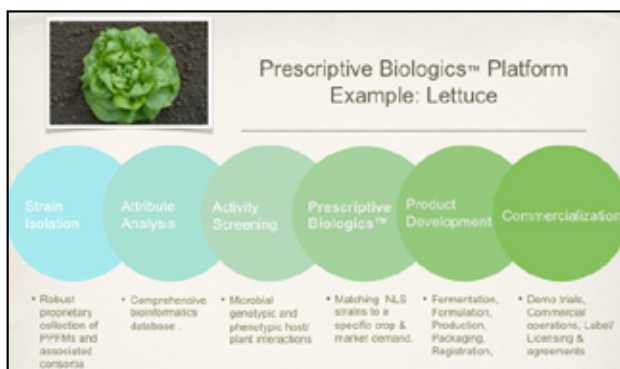 Prescriptive Biologics™ Platform
Example: Lettuce
Strain
Isolation
Attribute
Analysis
Activity
Screening
Prescriptive
Biologics™
Product
Development
Commercialization
• Robust
proprietary
collection of
PPFMs and
associated
consortia
• Comprehensive
bioinformatics
database .
• Microbial
genotypic and
phenotypic host/
plant interactions
• Matching NLS
strains to a
specific crop &
market demand.
• Fermentation,
Formulation,
Production,
Packaging,
Registration,
• Demo trials,
Commercial
operations, Label/
Licensing &
agreements